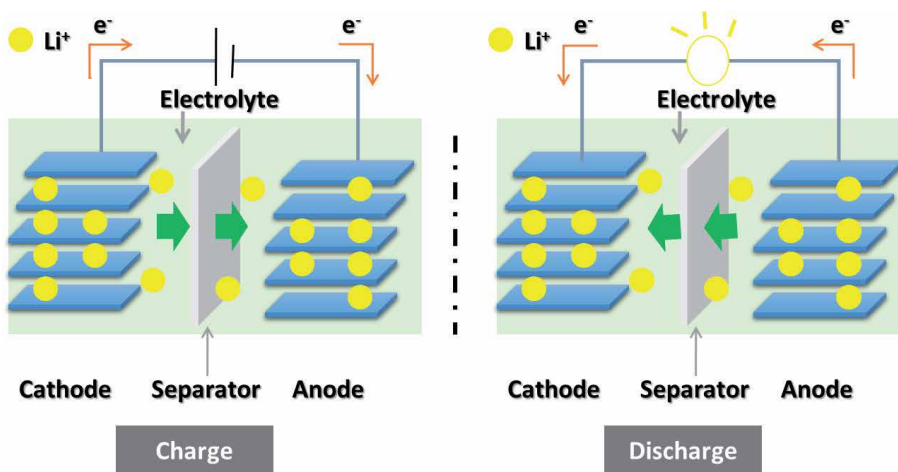 Li⁺ e⁻ e⁻
Electrolyte
Cathode Separator Anode
Charge
Li⁺ e⁻ e⁻
Electrolyte
Cathode Separator Anode
Discharge